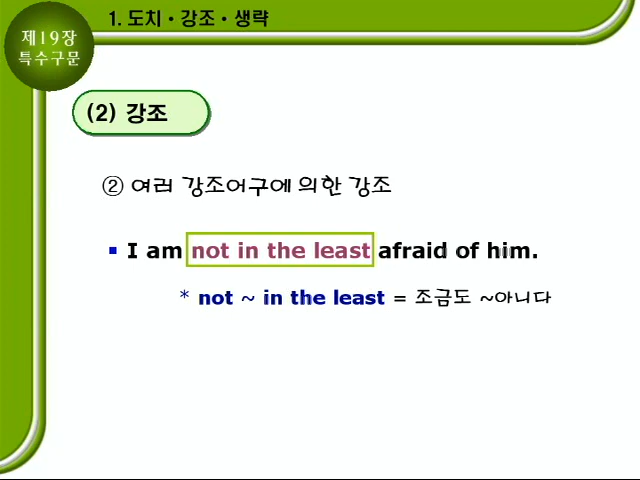 제19장
특수구문
1. 도치·강조·생략
(2) 강조
② 여러 강조어구에 의한 강조
▪ I am not in the least afraid of him.
* not ~ in the least = 조금도 ~아니다